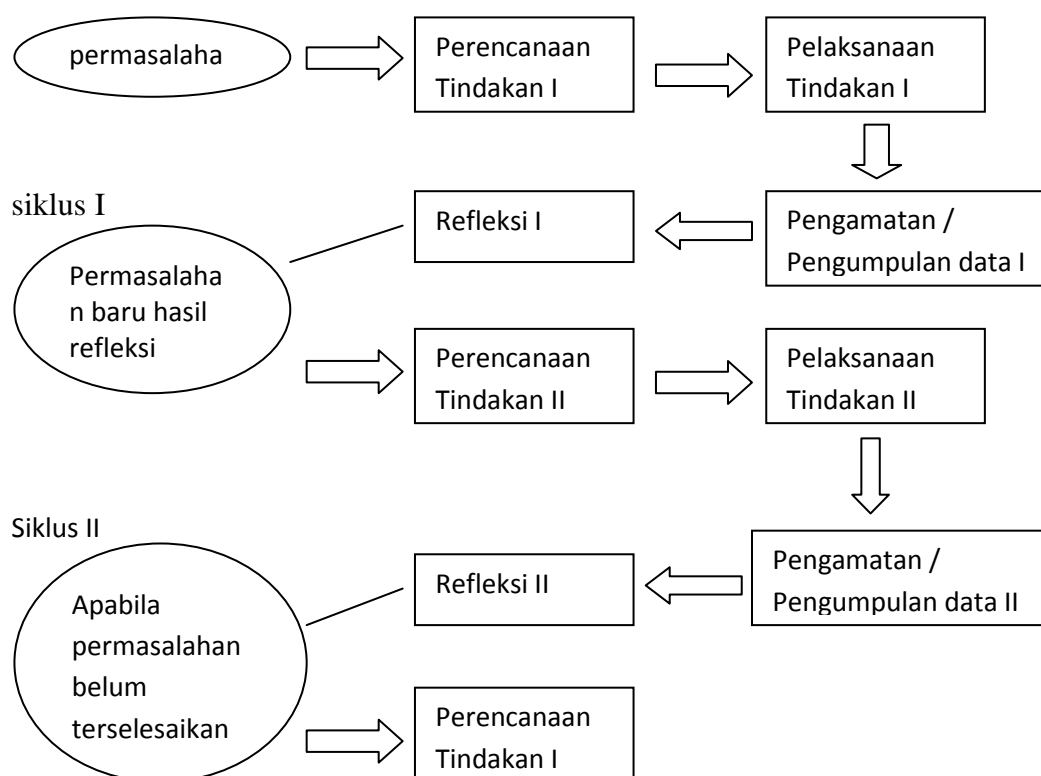 permasalaha
Perencanaan
Tindakan I
Pelaksanaan
Tindakan I
siklus I
Refleksi I
Pengamatan /
Pengumpulan data I
Permasalaha
n baru hasil
refleksi
Perencanaan
Tindakan II
Pelaksanaan
Tindakan II
Siklus II
Refleksi II
Pengamatan /
Pengumpulan data II
Apabila
permasalahan
belum
terselesaikan
Perencanaan
Tindakan I